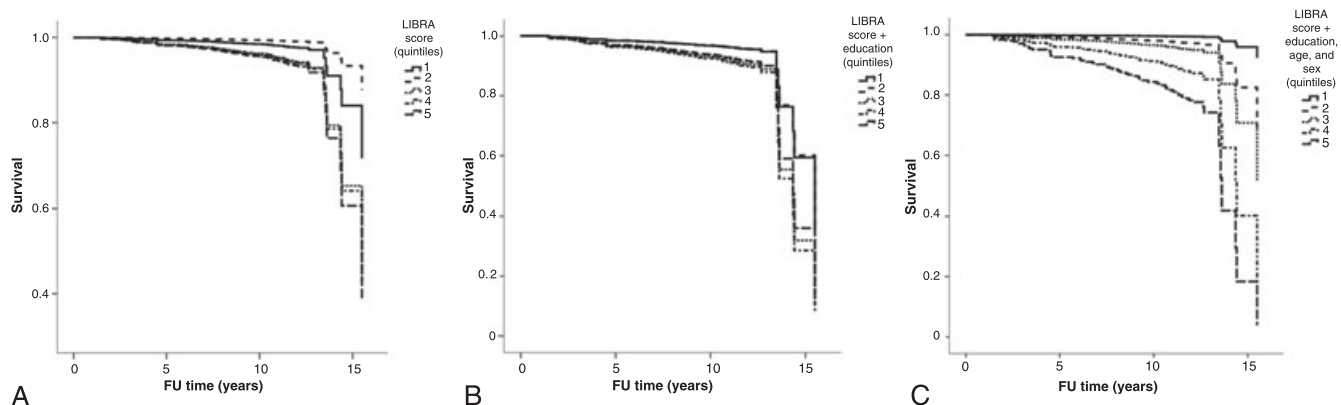 LIBRA
score
(quintiles)
1
2
3
4
5
1.0
0.8
0.6
0.4
Survival
0
5
10
15
FU time (years)
A
LIBRA
score +
education
(quintiles)
1
2
3
4
5
1.0
0.8
0.6
0.4
0.2
0
Survival
0
5
10
15
FU time (years)
B
LIBRA
score +
education,
age, and
sex
(quintiles)
1
2
3
4
5
1.0
0.8
0.6
0.4
0.2
0
Survival
0
5
10
15
FU time (years)
C